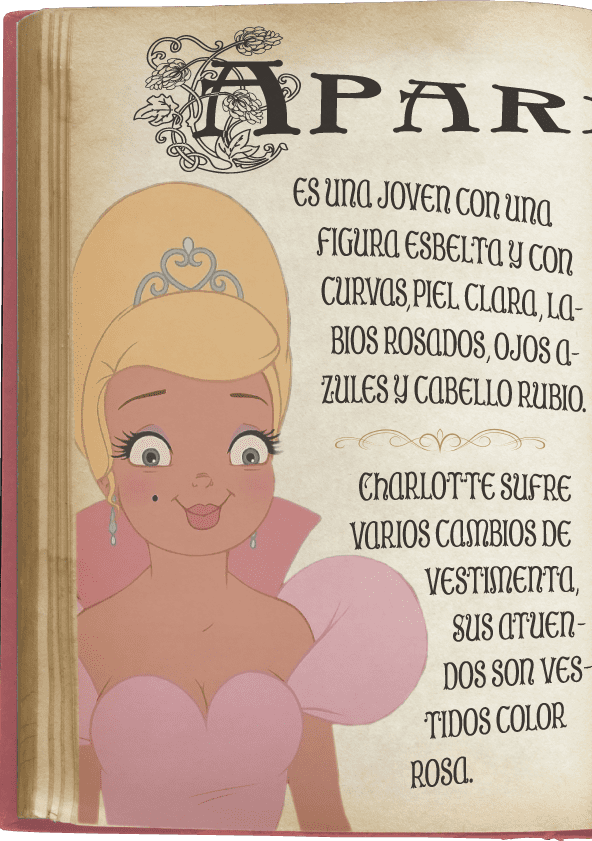 APARI
ES UNA JOVEN CON UNA
FIGURA ESBELTA Y CON
CURVAS, PIEL CLARA, LA-
BIOS ROSADOS, OJOS A-
ZULES Y CABELLO RUBIO.
CHARLOTTE SUFRE
VARIOS CAMBIOS DE
VESTIMENTA,
SUS ATUEN-
DOS SON VES-
TIDOS COLOR
ROSA.